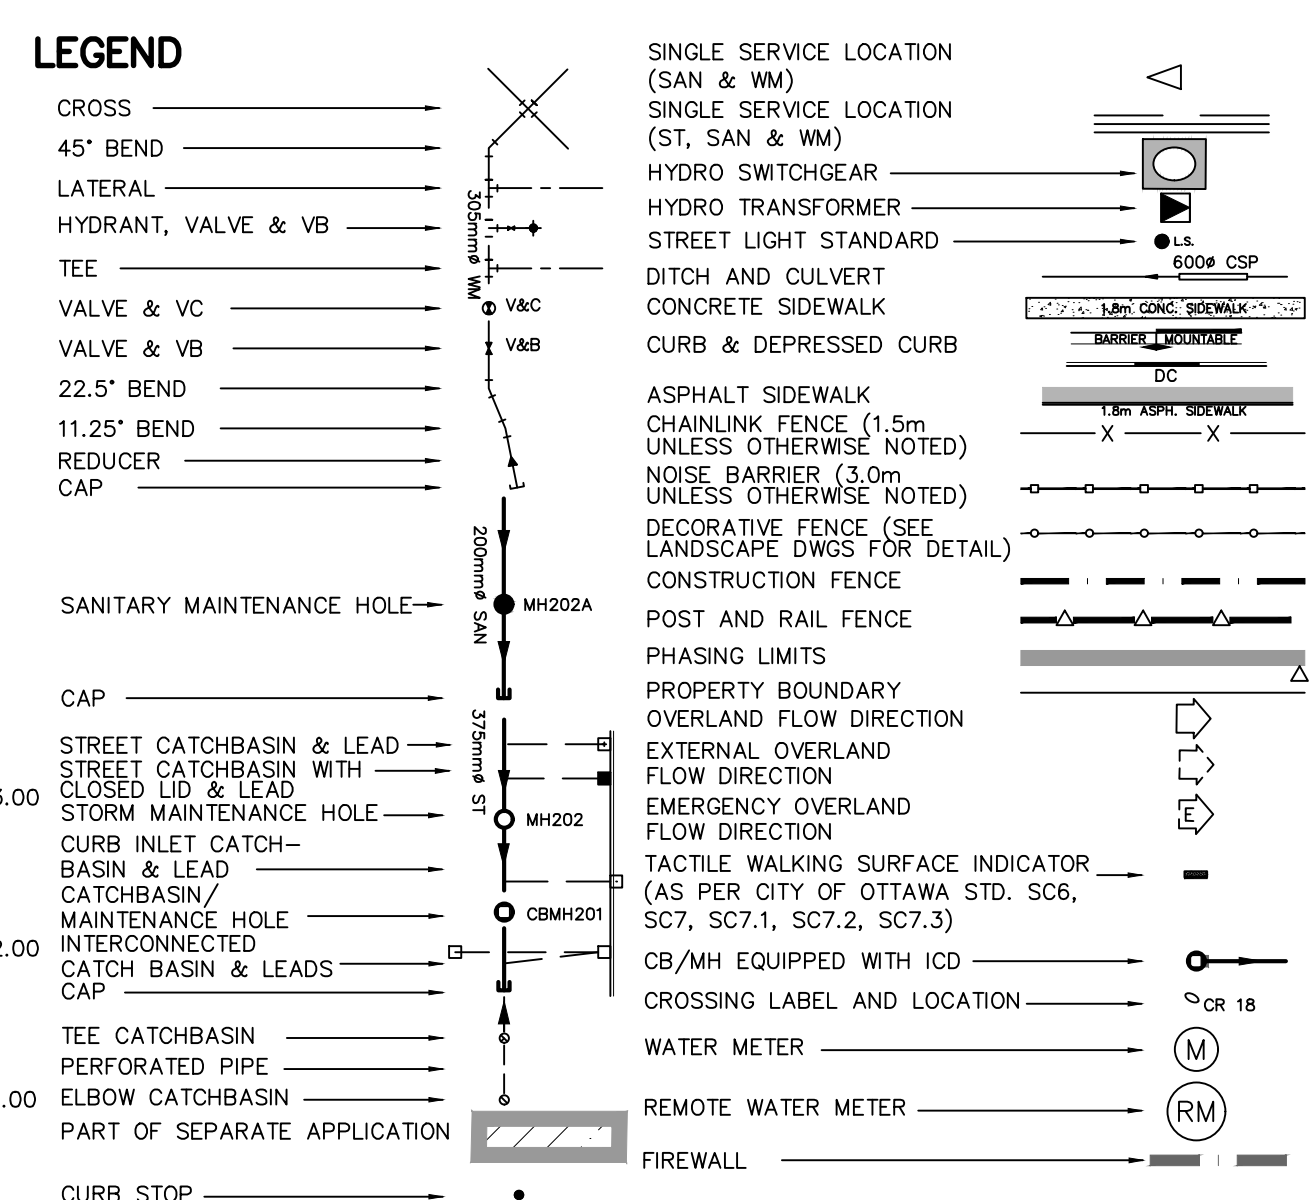 LEGEND
CROSS
45° BEND
LATERAL
HYDRANT, VALVE & VB
TEE
VALVE & VC
VALVE & VB
22.5° BEND
11.25° BEND
REDUCER
CAP
SANITARY MAINTENANCE HOLE
CAP
STREET CATCHBASIN & LEAD
STREET CATCHBASIN WITH
CLOSED LID & LEAD
STORM MAINTENANCE HOLE
CURB INLET CATCH-
BASIN & LEAD
CATCHBASIN/
MAINTENANCE HOLE
INTERCONNECTED
CATCH BASIN & LEADS
CAP
TEE CATCHBASIN
PERFORATED PIPE
ELBOW CATCHBASIN
PART OF SEPARATE APPLICATION
CURB STOP
3.00
2.00
.00
305mmø WM
V&C
V&B
200mmø SAN
MH202A
375mmø ST
MH202
CBMH201
SINGLE SERVICE LOCATION
(SAN & WM)
SINGLE SERVICE LOCATION
(ST, SAN & WM)
HYDRO SWITCHGEAR
HYDRO TRANSFORMER
STREET LIGHT STANDARD
L.S.
DITCH AND CULVERT
600ø CSP
CONCRETE SIDEWALK
1.8m CONC. SIDEWALK
CURB & DEPRESSED CURB
BARRIER MOUNTABLE
DC
ASPHALT SIDEWALK
1.8m ASPH. SIDEWALK
CHAINLINK FENCE (1.5m
UNLESS OTHERWISE NOTED)
X X
NOISE BARRIER (3.0m
UNLESS OTHERWISE NOTED)
DECORATIVE FENCE (SEE
LANDSCAPE DWGS FOR DETAIL)
CONSTRUCTION FENCE
POST AND RAIL FENCE
PHASING LIMITS
PROPERTY BOUNDARY
OVERLAND FLOW DIRECTION
EXTERNAL OVERLAND
FLOW DIRECTION
EMERGENCY OVERLAND
FLOW DIRECTION
E
TACTILE WALKING SURFACE INDICATOR
(AS PER CITY OF OTTAWA STD. SC6,
SC7, SC7.1, SC7.2, SC7.3)
CB/MH EQUIPPED WITH ICD
CROSSING LABEL AND LOCATION
CR 18
WATER METER
M
REMOTE WATER METER
RM
FIREWALL